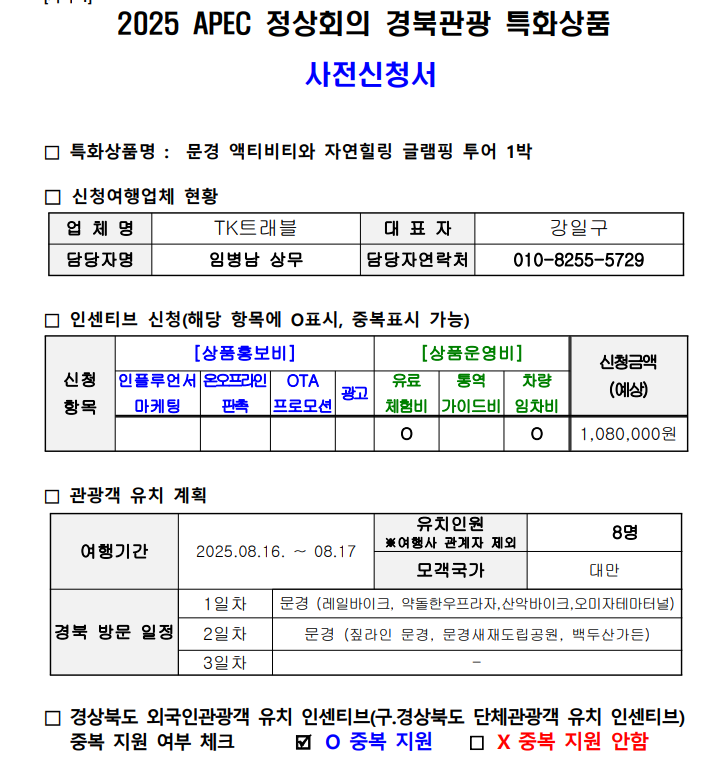 2025 APEC 정상회의 경북관광 특화상품
사전신청서
□ 특화상품명 : 문경 액티비티와 자연힐링 글램핑 투어 1박
□ 신청여행업체 현황
업 체 명 TK트래블 대 표 자 강일구
담당자명 임병남 상무 담당자연락처 010-8255-5729
□ 인센티브 신청(해당 항목에 O표시, 중복표시 가능)
신청 항목 [상품홍보비] [상품운영비] 신청금액 (예상)
인플루언서 마케팅 온오프라인 판촉 OTA 프로모션 광고 유료 체험비 통역 가이드비 차량 임차비
O O 1,080,000원
□ 관광객 유치 계획
여행기간 2025.08.16. ~ 08.17 유치인원 ※여행사 관계자 제외 8명
모객국가 대만
경북 방문 일정 1일차 문경 (레일바이크, 약돌한우프라자,산악바이크,오미자테마터널)
2일차 문경 (짚라인 문경, 문경새재도립공원, 백두산가든)
3일차 -
□ 경상북도 외국인관광객 유치 인센티브(구.경상북도 단체관광객 유치 인센티브)
중복 지원 여부 체크 ☑ O 중복 지원 □ X 중복 지원 안함